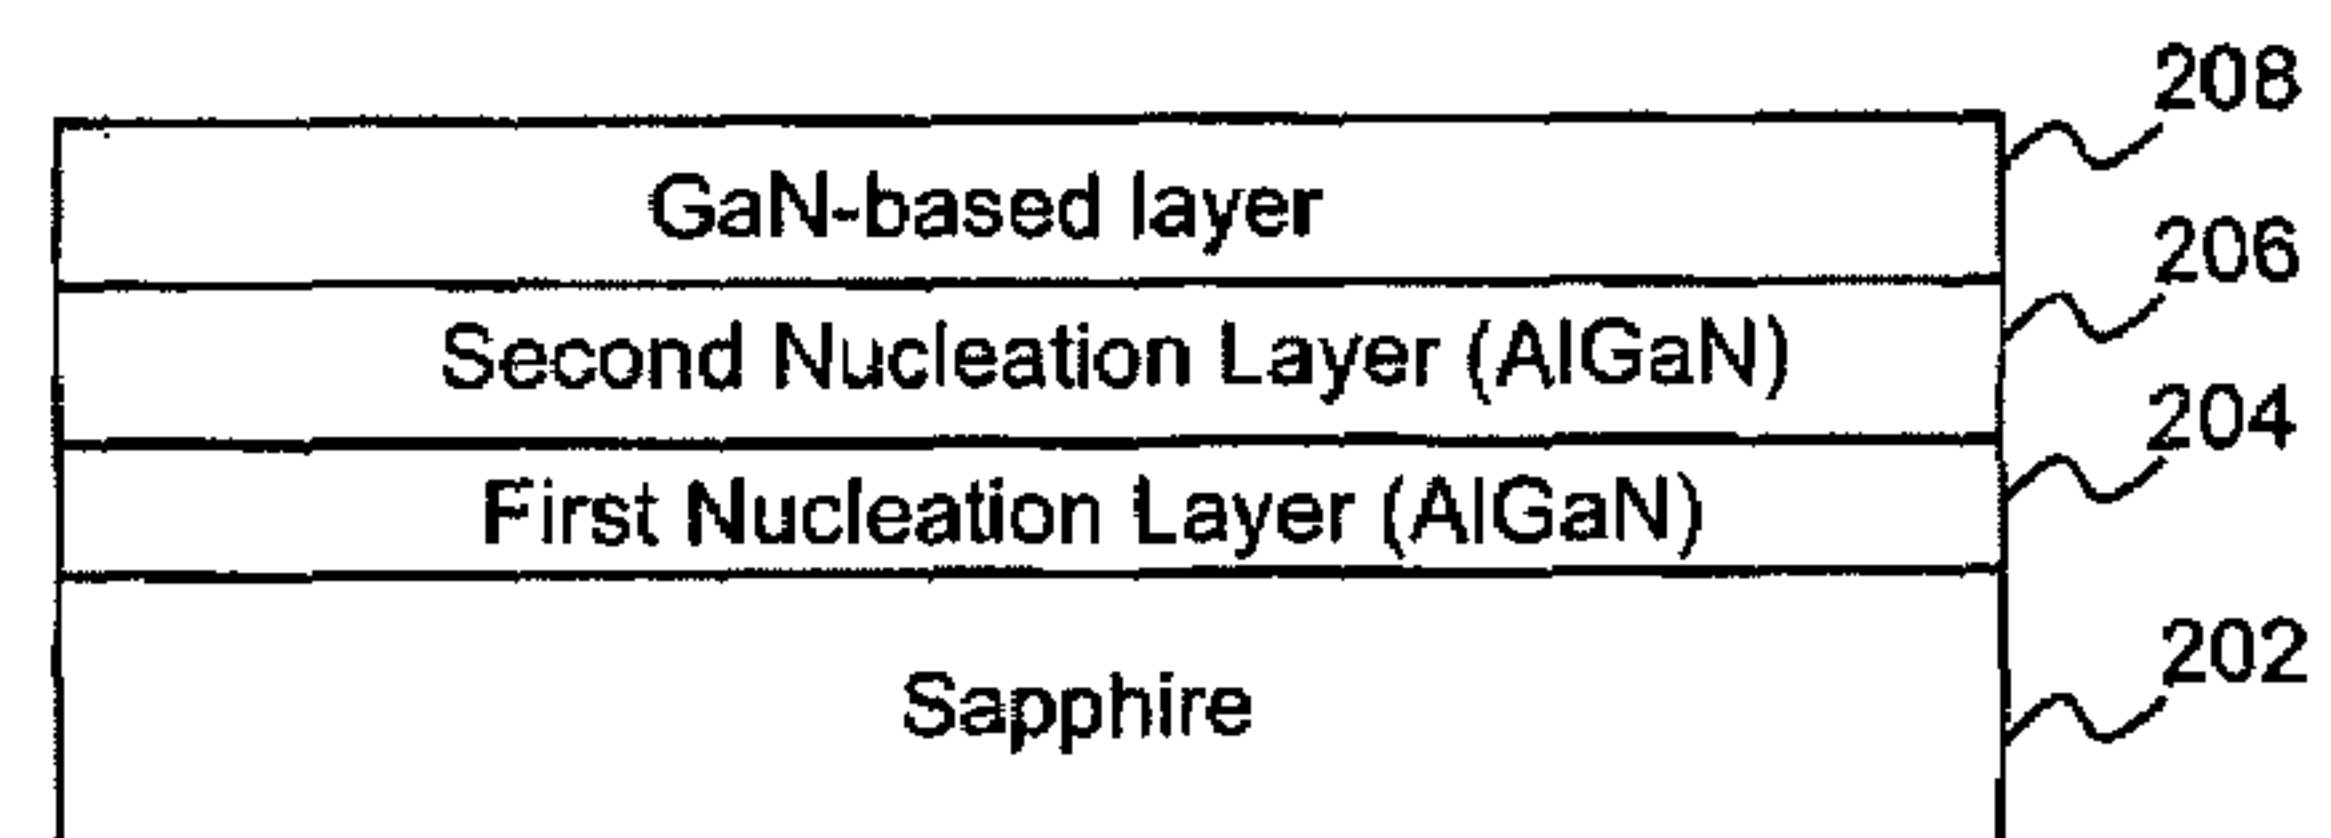 208
GaN-based layer
206
Second Nucleation Layer (AlGaN)
204
First Nucleation Layer (AlGaN)
202
Sapphire